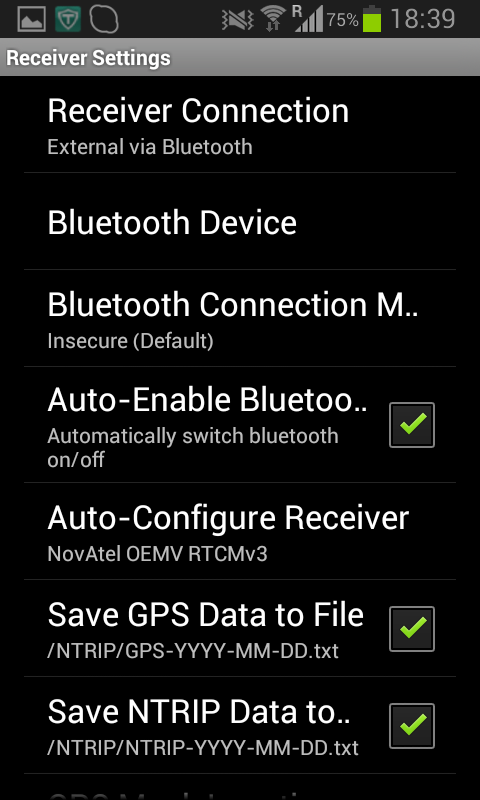 R 75% 18:39
Receiver Settings
Receiver Connection
External via Bluetooth
Bluetooth Device
Bluetooth Connection M..
Insecure (Default)
Auto-Enable Bluetoo..
Automatically switch bluetooth
on/off
Auto-Configure Receiver
NovAtel OEMV RTCMv3
Save GPS Data to File
/NTRIP/GPS-YYYY-MM-DD.txt
Save NTRIP Data to..
/NTRIP/NTRIP-YYYY-MM-DD.txt